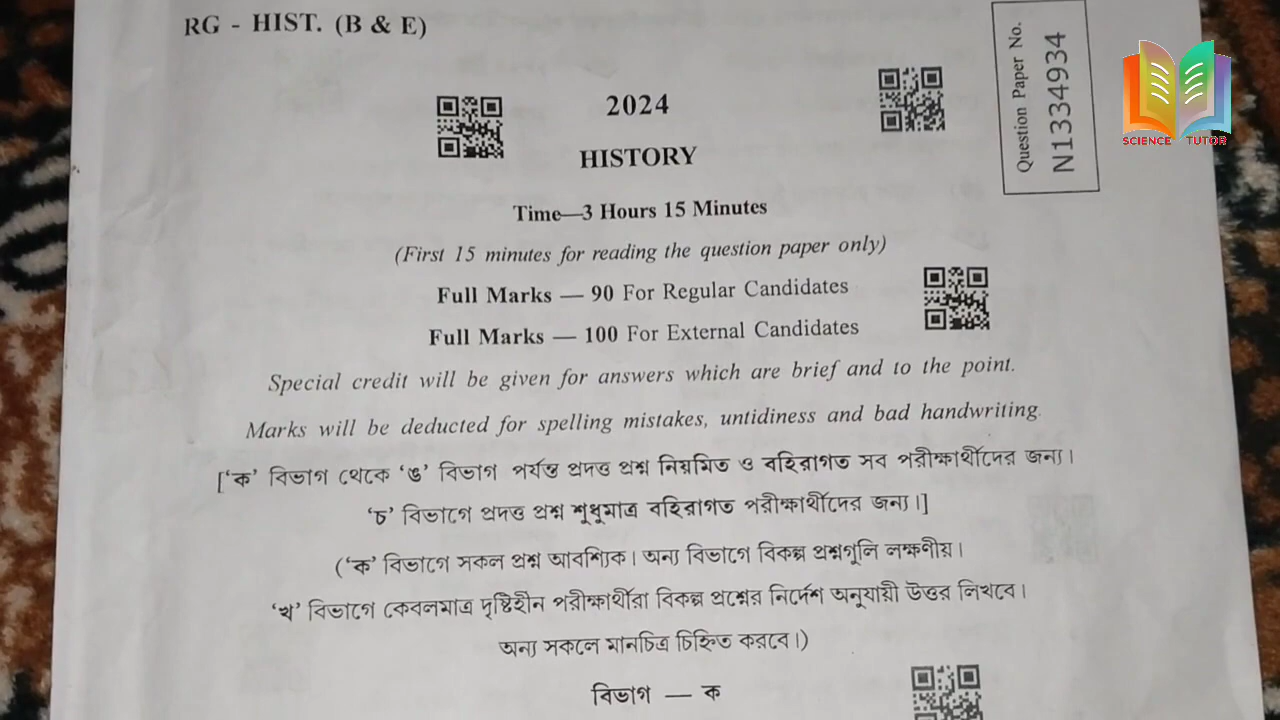 RG - HIST. (B & E)
Question Paper No.
N1334934
SCIENCE TUTOR
2024
HISTORY
Time—3 Hours 15 Minutes
(First 15 minutes for reading the question paper only)
Full Marks — 90 For Regular Candidates
Full Marks — 100 For External Candidates
Special credit will be given for answers which are brief and to the point.
Marks will be deducted for spelling mistakes, untidiness and bad handwriting.
[‘ক’ বিভাগ থেকে ‘ঙ’ বিভাগ পর্যন্ত প্রদত্ত প্রশ্ন নিয়মিত ও বহিরাগত সব পরীক্ষার্থীদের জন্য।
‘চ’ বিভাগে প্রদত্ত প্রশ্ন শুধুমাত্র বহিরাগত পরীক্ষার্থীদের জন্য।]
(‘ক’ বিভাগে সকল প্রশ্ন আবশ্যিক। অন্য বিভাগে বিকল্প প্রশ্নগুলি লক্ষণীয়।
‘খ’ বিভাগে কেবলমাত্র দৃষ্টিহীন পরীক্ষার্থীরা বিকল্প প্রশ্নের নির্দেশ অনুযায়ী উত্তর লিখবে।
অন্য সকলে মানচিত্র চিহ্নিত করবে।)
বিভাগ — ক